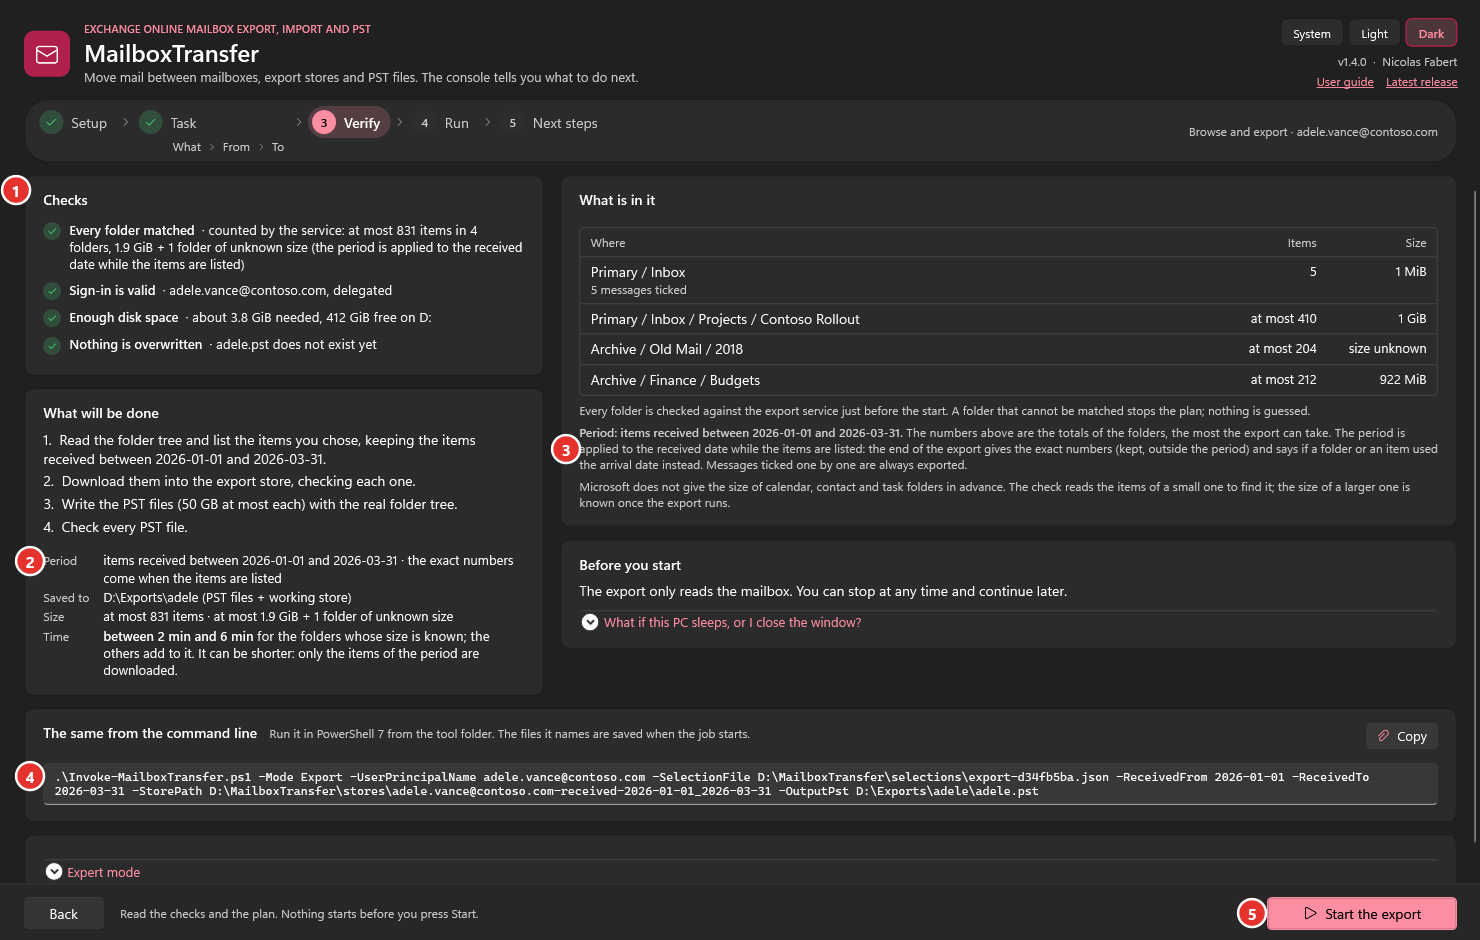 EXCHANGE ONLINE MAILBOX EXPORT, IMPORT AND PST
MailboxTransfer
Move mail between mailboxes, export stores and PST files. The console tells you what to do next.
System
Light
Dark
v1.4.0 · Nicolas Fabert
User guide
Latest release
Setup
Task
3 Verify
4 Run
5 Next steps
What > From > To
Browse and export · adele.vance@contoso.com
1
Checks
Every folder matched · counted by the service: at most 831 items in 4
folders, 1.9 GiB + 1 folder of unknown size (the period is applied to the received
date while the items are listed)
Sign-in is valid · adele.vance@contoso.com, delegated
Enough disk space · about 3.8 GiB needed, 412 GiB free on D:
Nothing is overwritten · adele.pst does not exist yet
What will be done
1. Read the folder tree and list the items you chose, keeping the items
received between 2026-01-01 and 2026-03-31.
2. Download them into the export store, checking each one.
3. Write the PST files (50 GB at most each) with the real folder tree.
4. Check every PST file.
2
Period items received between 2026-01-01 and 2026-03-31 · the exact numbers
come when the items are listed
Saved to D:\Exports\adele (PST files + working store)
Size at most 831 items · at most 1.9 GiB + 1 folder of unknown size
Time between 2 min and 6 min for the folders whose size is known; the
others add to it. It can be shorter: only the items of the period are
downloaded.
What is in it
Where Items Size
Primary / Inbox 5 1 MiB
5 messages ticked
Primary / Inbox / Projects / Contoso Rollout at most 410 1 GiB
Archive / Old Mail / 2018 at most 204 size unknown
Archive / Finance / Budgets at most 212 922 MiB
Every folder is checked against the export service just before the start. A folder that cannot be matched stops the plan; nothing is guessed.
3
Period: items received between 2026-01-01 and 2026-03-31. The numbers above are the totals of the folders, the most the export can take. The period is
applied to the received date while the items are listed: the end of the export gives the exact numbers (kept, outside the period) and says if a folder or an item used
the arrival date instead. Messages ticked one by one are always exported.
Microsoft does not give the size of calendar, contact and task folders in advance. The check reads the items of a small one to find it; the size of a larger one is
known once the export runs.
Before you start
The export only reads the mailbox. You can stop at any time and continue later.
What if this PC sleeps, or I close the window?
The same from the command line Run it in PowerShell 7 from the tool folder. The files it names are saved when the job starts.
Copy
4
.\Invoke-MailboxTransfer.ps1 -Mode Export -UserPrincipalName adele.vance@contoso.com -SelectionFile D:\MailboxTransfer\selections\export-d34fb5ba.json -ReceivedFrom 2026-01-01 -ReceivedTo
2026-03-31 -StorePath D:\MailboxTransfer\stores\adele.vance@contoso.com-received-2026-01-01_2026-03-31 -OutputPst D:\Exports\adele\adele.pst
Expert mode
Back
Read the checks and the plan. Nothing starts before you press Start.
5
Start the export